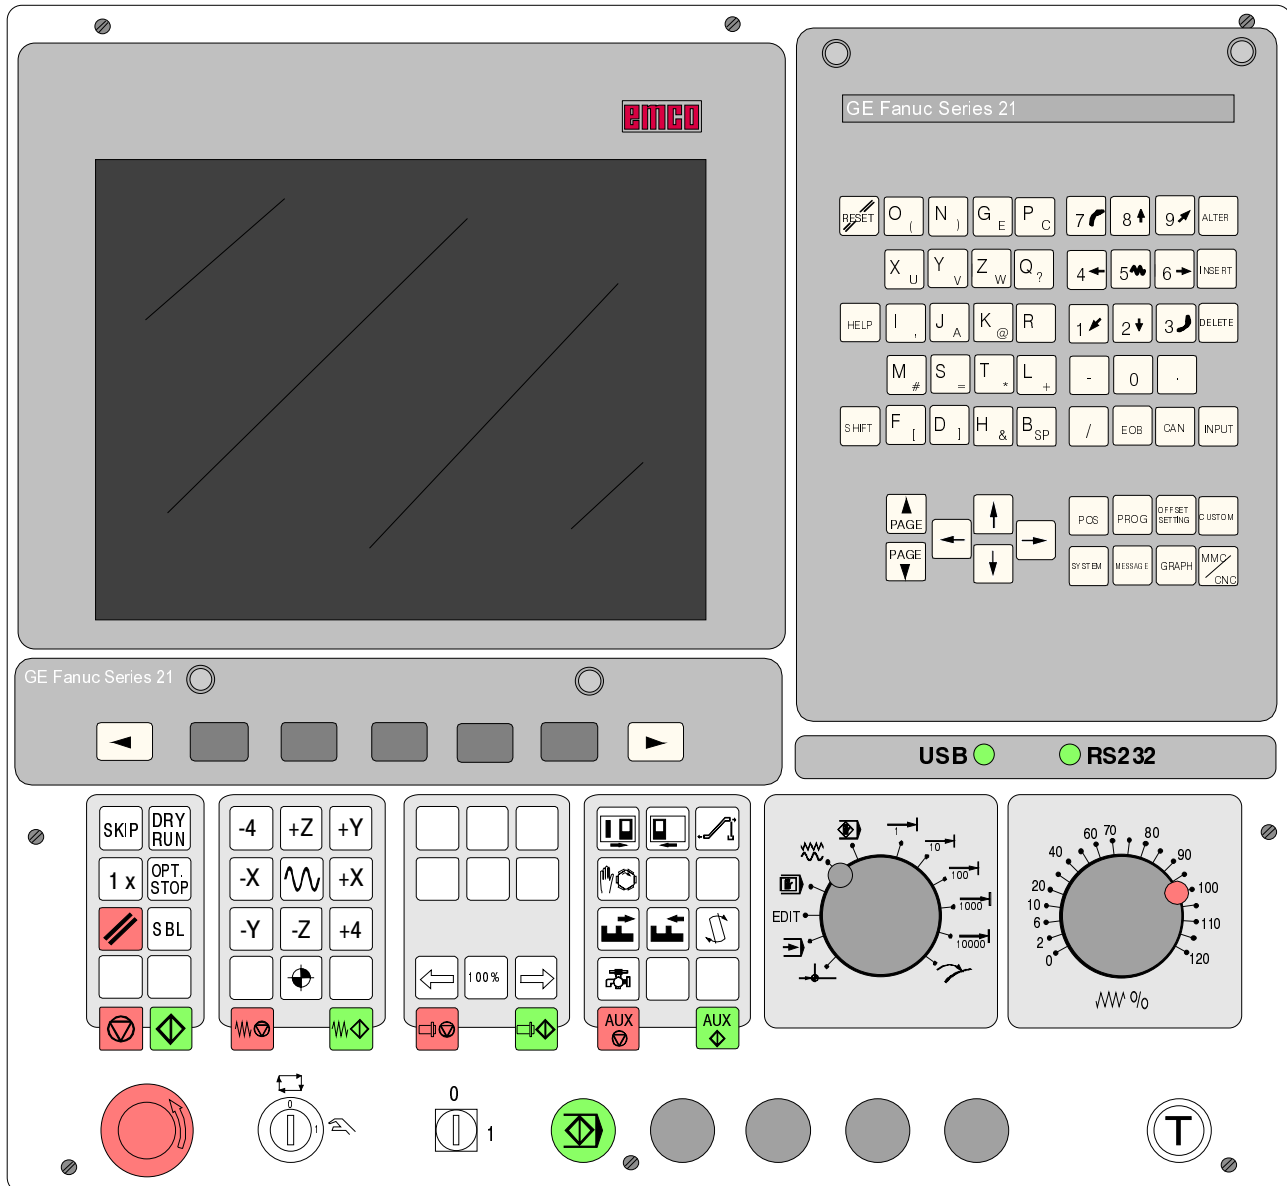 emco
GE Fanuc Series 21
RESET O ( N ) G E P C 7 8 9 ALTER
X U Y V Z W Q ? 4 5 6 INSERT
HELP I , J A K @ R 1 2 3 DELETE
M # S = T * L + - 0 .
SHIFT F [ D ] H & B SP / EOB CAN INPUT
PAGE
PAGE
POS PROG OFFSET SETTING CUSTOM
SYSTEM MESSAGE GRAPH MMC/CNC
GE Fanuc Series 21
USB RS232
SKIP DRY RUN
1 x OPT. STOP
SBL
-4 +Z +Y
-X +X
-Y -Z +4
100%
AUX AUX
EDIT
1
10
100
1000
10000
0 2 6 10 20 40 60 70 80 90 100 110 120
%
0
1
0
1
T